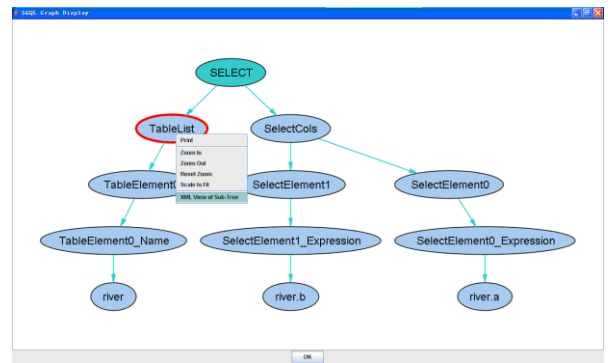 GSQL Graph Display
SELECT
TableList
SelectCols
Print
Zoom In
Zoom Out
Reset Zoom
Scale to Fit
XML View of Sub-Tree
TableElement0
SelectElement1
SelectElement0
TableElement0_Name
SelectElement1_Expression
SelectElement0_Expression
river
river.b
river.a
OK